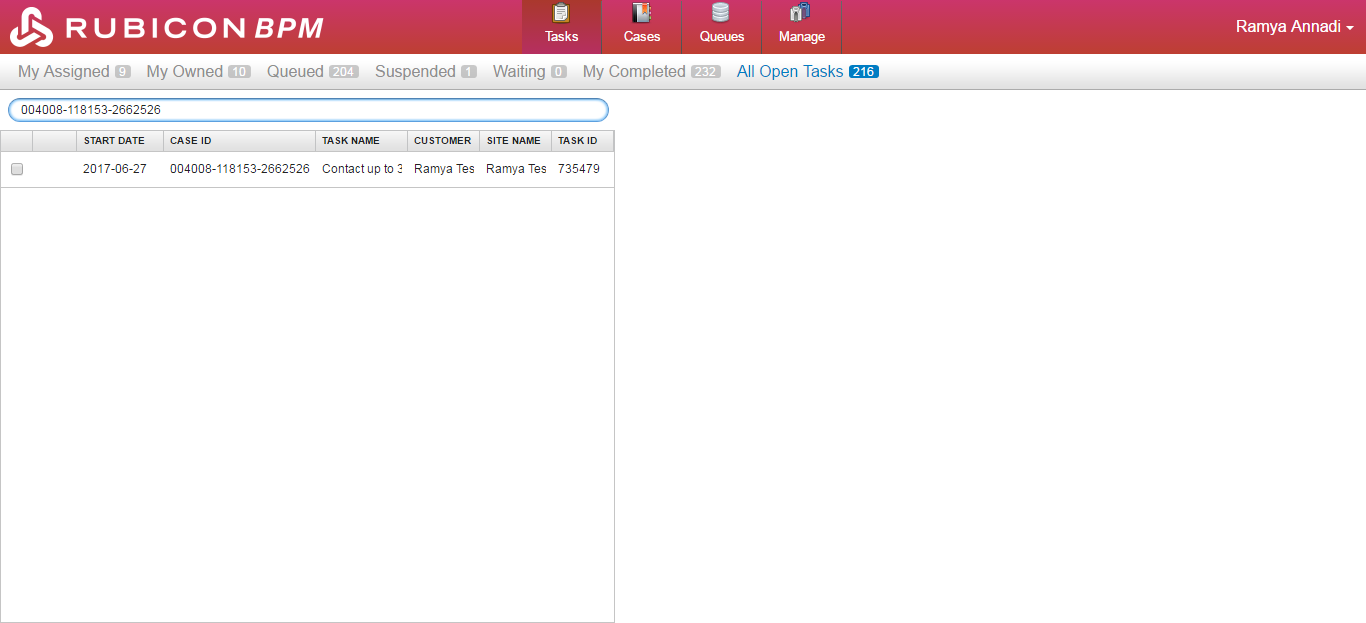 RUBICON BPM
Tasks Cases Queues Manage
Ramya Annadi
My Assigned 9 My Owned 10 Queued 204 Suspended 1 Waiting 0 My Completed 232 All Open Tasks 216
004008-118153-2662526
START DATE CASE ID TASK NAME CUSTOMER SITE NAME TASK ID
2017-06-27 004008-118153-2662526 Contact up to 3 Ramya Tes Ramya Tes 735479